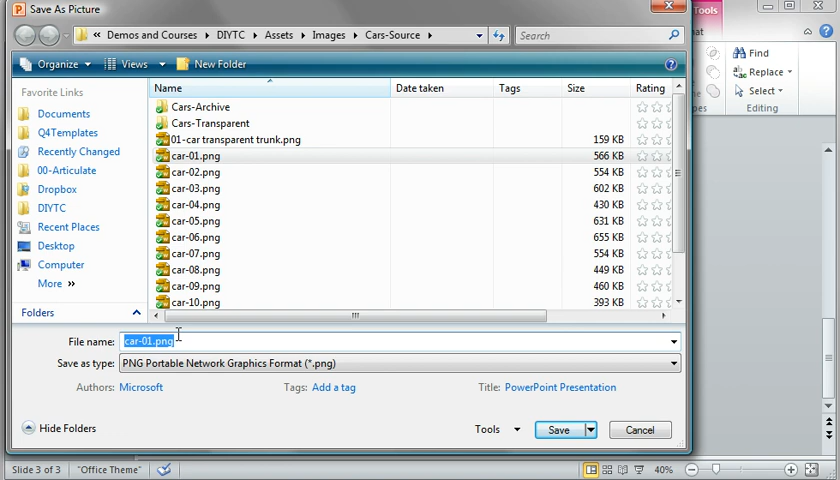 Save As Picture
Tools
Demos and Courses
DIYTC
Assets
Images
Cars-Source
Search
Organize
Views
New Folder
Find
Replace
Select
Editing
Favorite Links
Documents
Q4Templates
Recently Changed
00-Articulate
Dropbox
DIYTC
Recent Places
Desktop
Computer
More »
Folders
Name Date taken Tags Size Rating
Cars-Archive
Cars-Transparent
01-car transparent trunk.png 159 KB
car-01.png 566 KB
car-02.png 554 KB
car-03.png 602 KB
car-04.png 430 KB
car-05.png 631 KB
car-06.png 655 KB
car-07.png 554 KB
car-08.png 449 KB
car-09.png 460 KB
car-10.png 393 KB
File name: car-01.png
Save as type: PNG Portable Network Graphics Format (*.png)
Authors: Microsoft Tags: Add a tag Title: PowerPoint Presentation
Hide Folders Tools Save Cancel
Slide 3 of 3 "Office Theme" 40%